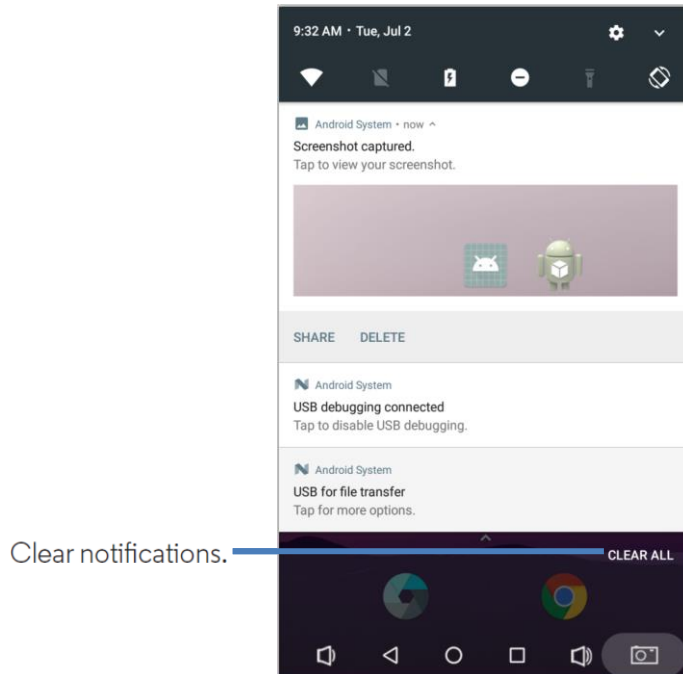 9:32 AM • Tue, Jul 2
Android System • now
Screenshot captured.
Tap to view your screenshot.
SHARE DELETE
Android System
USB debugging connected
Tap to disable USB debugging.
Android System
USB for file transfer
Tap for more options.
Clear notifications.
CLEAR ALL